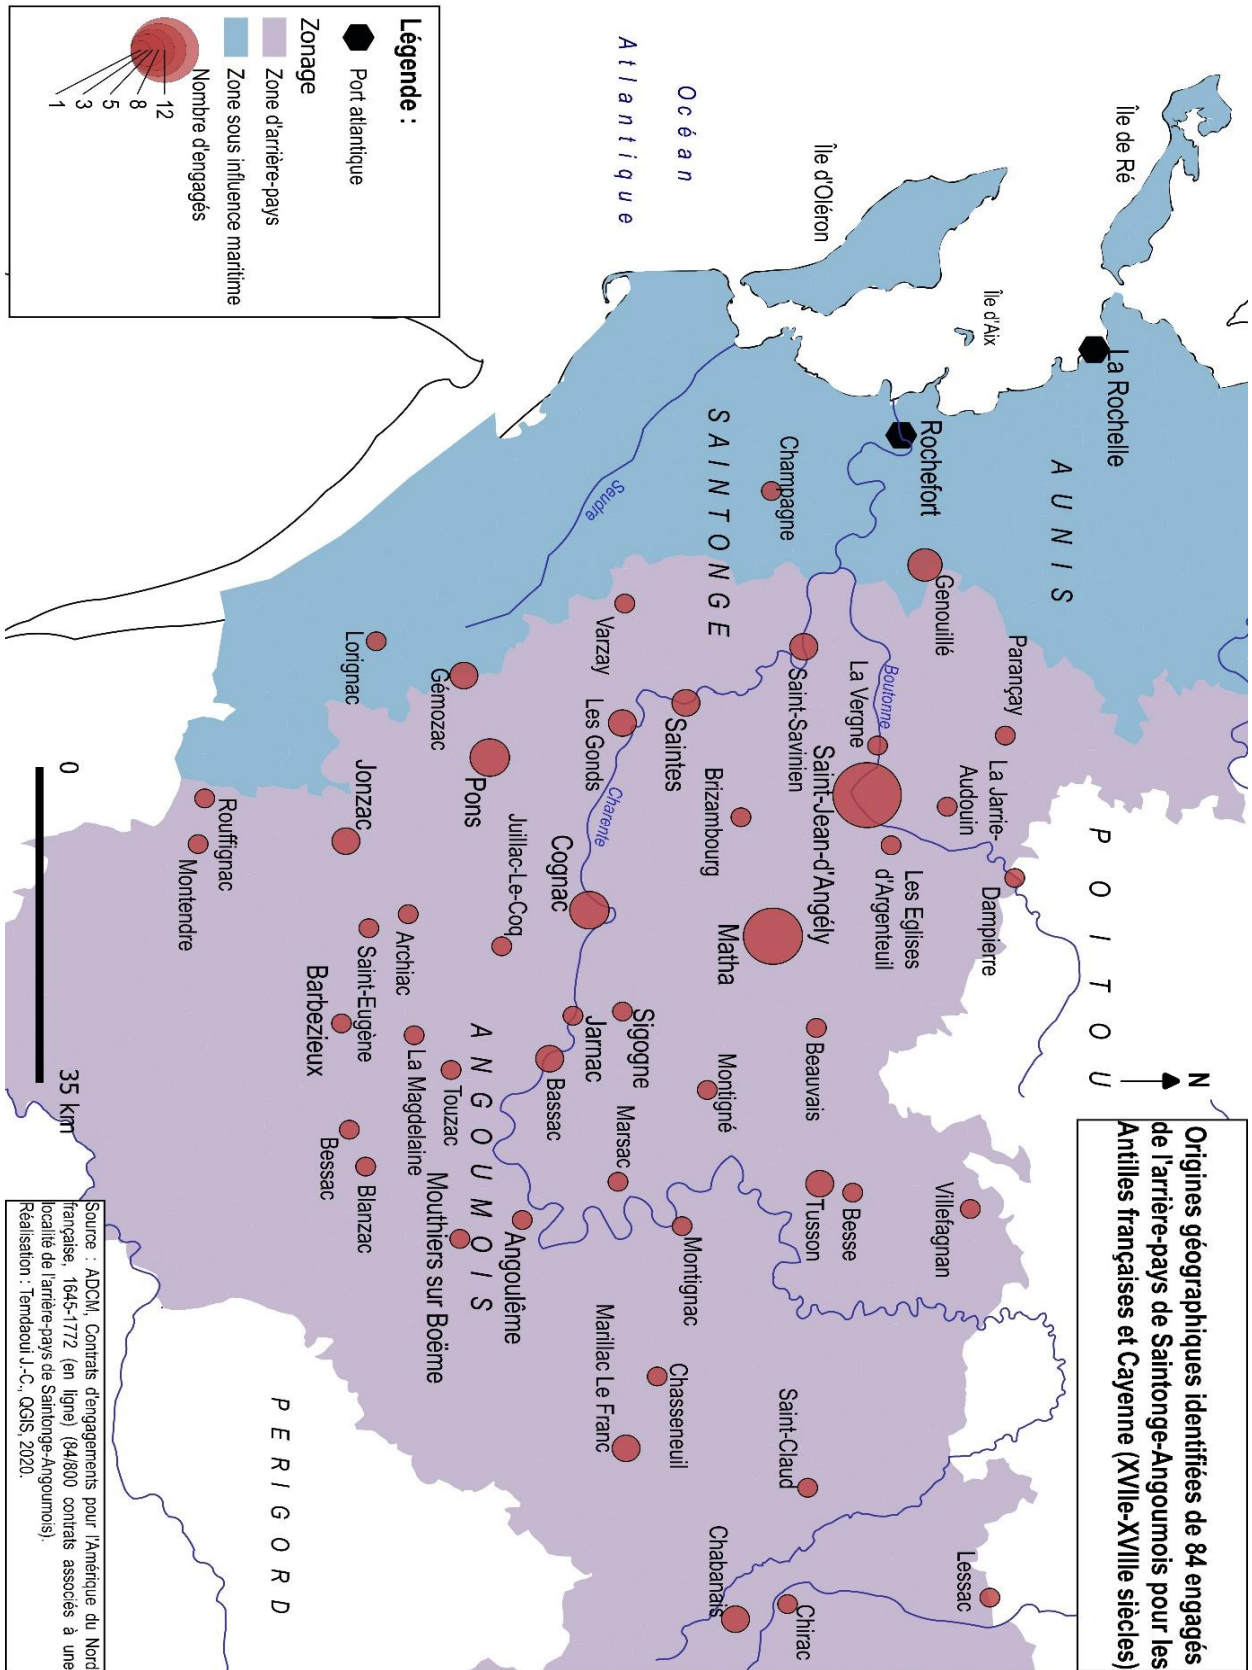 Origines géographiques identifiées de 84 engagés
de l'arrière-pays de Saintonge-Angoumois pour les
Antilles françaises et Cayenne (XVIIe-XVIIIe siècles)
N
Île de Ré
La Rochelle
A U N I S
P O I T O U
Île d'Aix
Île d'Oléron
Rochefort
Genouillé
Parançay
La Jarrie-
Audouin
Dampierre
Villefagnan
Lessac
Boutonne
La Vergne
Saint-Jean-d'Angély
Les Eglises
d'Argenteuil
Champagne
Saint-Savinien
Beauvais
Besse
Tusson
Saint-Claud
Chirac
Chabanais
Océan
Atlantique
SAINTONGE
Brizambourg
Matha
Montigné
Montignac
Saintes
Varzay
Les Gonds
Charente
Sigogne
Marsac
Chasseneuil
Marillac Le Franc
Seudre
Cognac
Jarnac
Bassac
Angoulême
Pons
Juillac-Le-Coq
ANGOUMOIS
Gémozac
Archiac
Touzac
La Magdelaine
Mouthiers sur Boëme
Lorignac
Jonzac
Saint-Eugène
Barbezieux
Blanzac
Bessac
Rouffignac
Montendre
PERIGORD
Légende :
Port atlantique
Zonage
Zone d'arrière-pays
Zone sous influence maritime
Nombre d'engagés
12
8
5
3
1
0
35 km
Source : ADCM, Contrats d'engagements pour l'Amérique du Nord
française, 1645-1772 (en ligne) (84/800 contrats associés à une
localité de l'arrière-pays de Saintonge-Angoumois).
Réalisation : Temdaoui J.-C., QGIS, 2020.